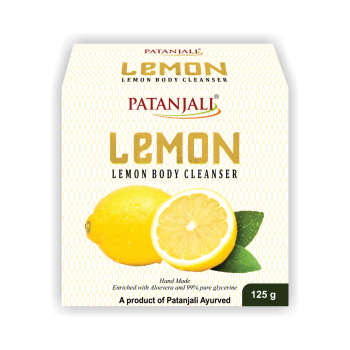 PATANJALI®
LEMON
LEMON BODY CLEANSER
PATANJALI®
LEMON
LEMON BODY CLEANSER
Hand Made
Enriched with Aloevera and 99% pure glycerine
A product of Patanjali Ayurved
125 g